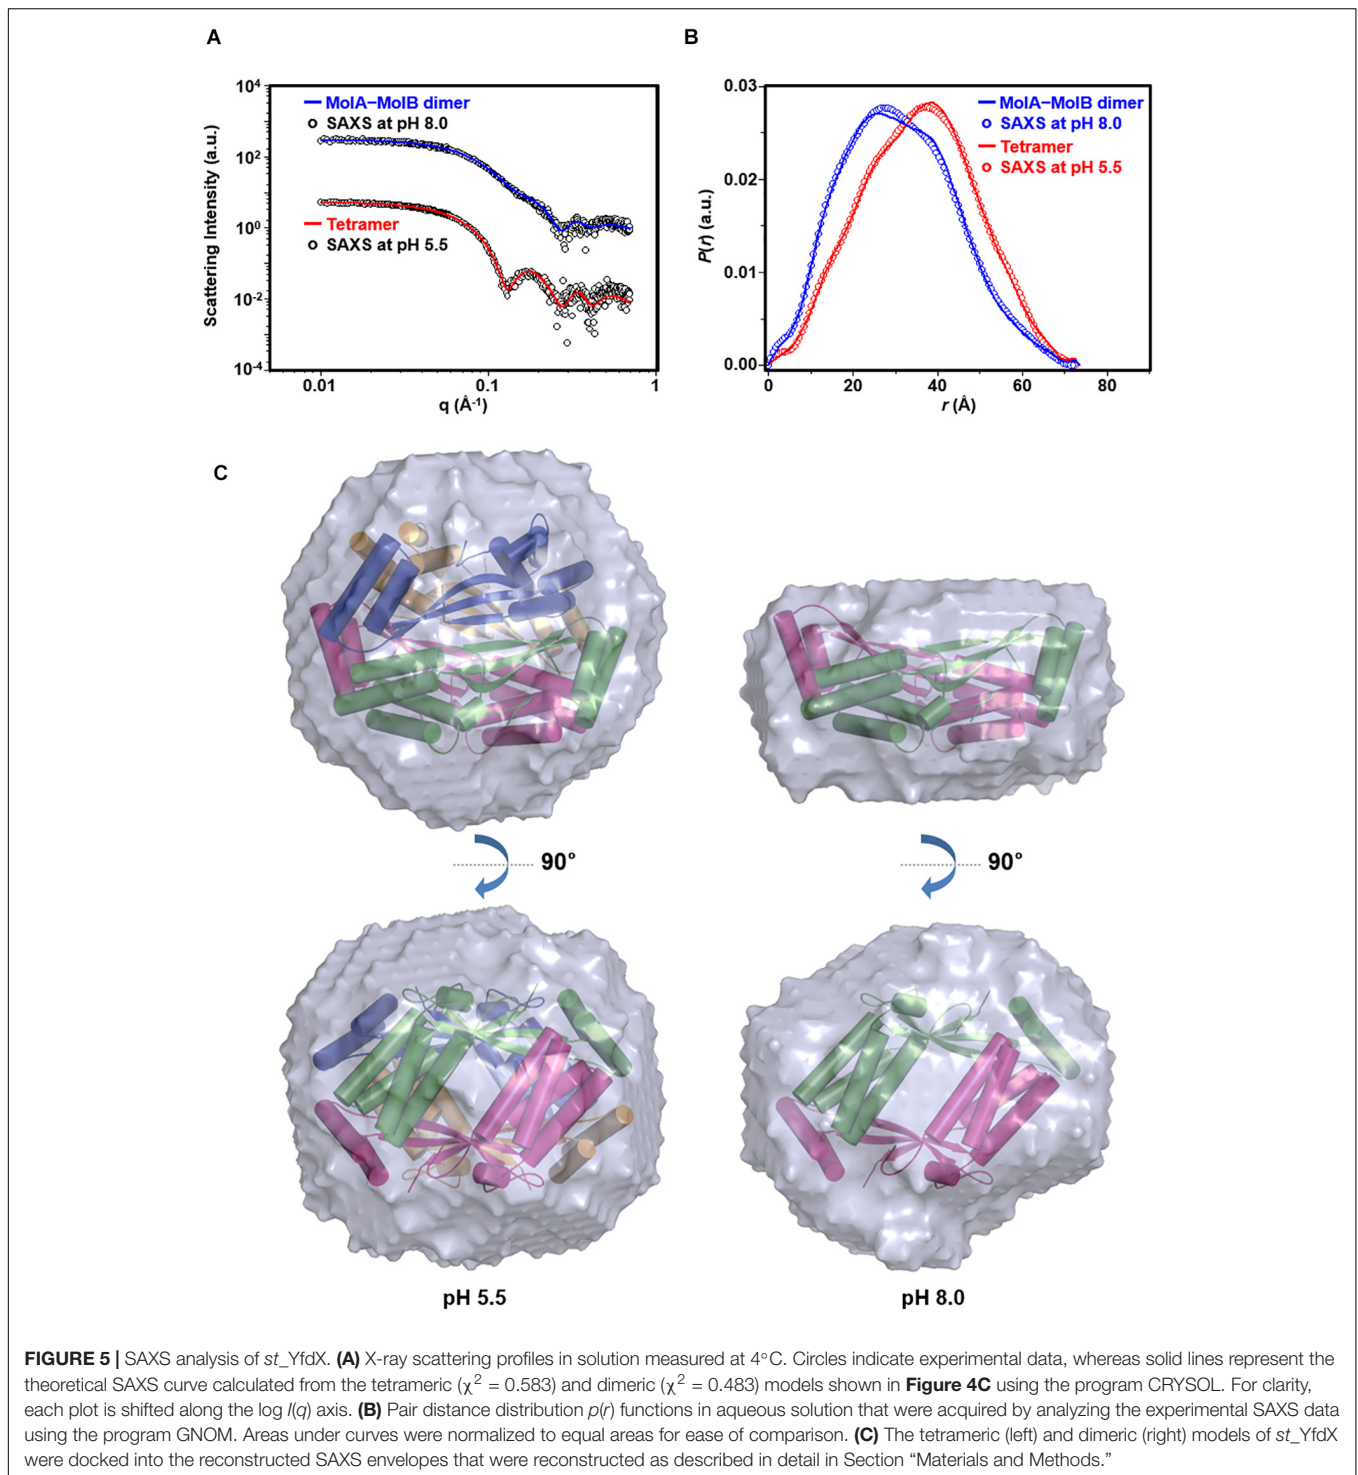 A
B
10⁴
10²
10⁰
10⁻²
10⁻⁴
Scattering Intensity (a.u.)
MolA−MolB dimer
SAXS at pH 8.0
Tetramer
SAXS at pH 5.5
0.01
0.1
1
q (Å⁻¹)
0.03
0.02
0.01
0.00
P(r) (a.u.)
MolA−MolB dimer
SAXS at pH 8.0
Tetramer
SAXS at pH 5.5
0
20
40
60
80
r (Å)
C
90°
90°
pH 5.5
pH 8.0
FIGURE 5 | SAXS analysis of st_YfdX. (A) X-ray scattering profiles in solution measured at 4°C. Circles indicate experimental data, whereas solid lines represent the
theoretical SAXS curve calculated from the tetrameric (χ² = 0.583) and dimeric (χ² = 0.483) models shown in Figure 4C using the program CRYSOL. For clarity,
each plot is shifted along the log I(q) axis. (B) Pair distance distribution p(r) functions in aqueous solution that were acquired by analyzing the experimental SAXS data
using the program GNOM. Areas under curves were normalized to equal areas for ease of comparison. (C) The tetrameric (left) and dimeric (right) models of st_YfdX
were docked into the reconstructed SAXS envelopes that were reconstructed as described in detail in Section “Materials and Methods.”